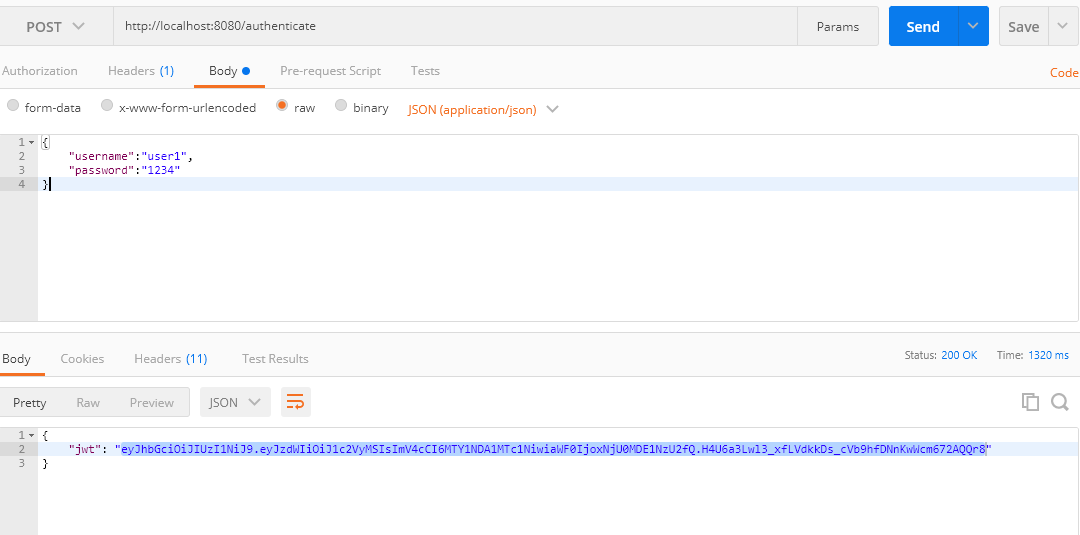 POST http://localhost:8080/authenticate Params Send Save
Authorization Headers (1) Body Pre-request Script Tests Code
form-data x-www-form-urlencoded raw binary JSON (application/json)
1 {
2 "username":"user1",
3 "password":"1234"
4 }
Body Cookies Headers (11) Test Results Status: 200 OK Time: 1320 ms
Pretty Raw Preview JSON
1 {
2 "jwt": "eyJhbGciOiJIUzI1NiJ9.eyJzdWIiOiJ1c2VyMSIsImV4cCI6MTY1NDA1MTc1NiwiaWF0IjoxNjU0MDE1NzU2fQ.H4U6a3Lwl3_xfLVdkkDs_cVb9hfDNnKwWcm672AQQr8"
3 }